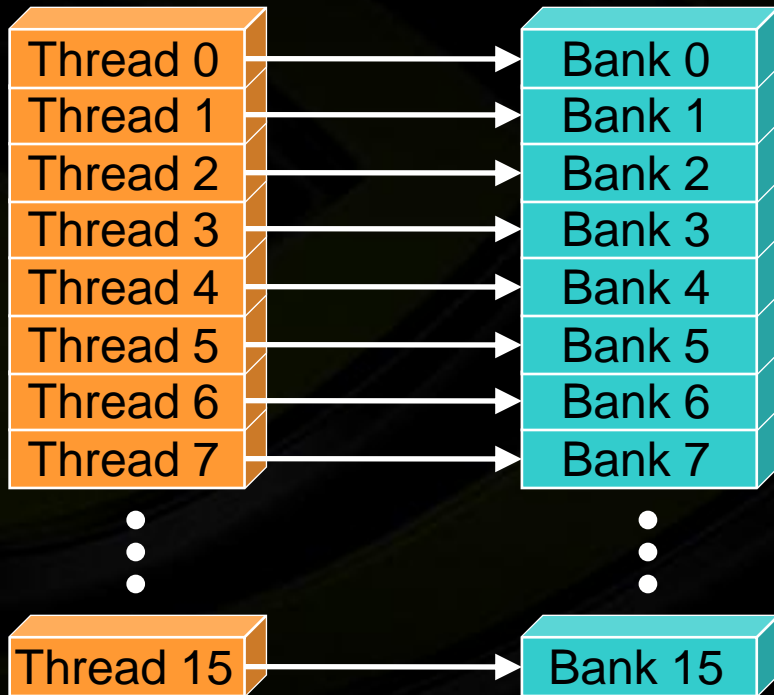 Thread 0 Bank 0
Thread 1 Bank 1
Thread 2 Bank 2
Thread 3 Bank 3
Thread 4 Bank 4
Thread 5 Bank 5
Thread 6 Bank 6
Thread 7 Bank 7
Thread 15 Bank 15